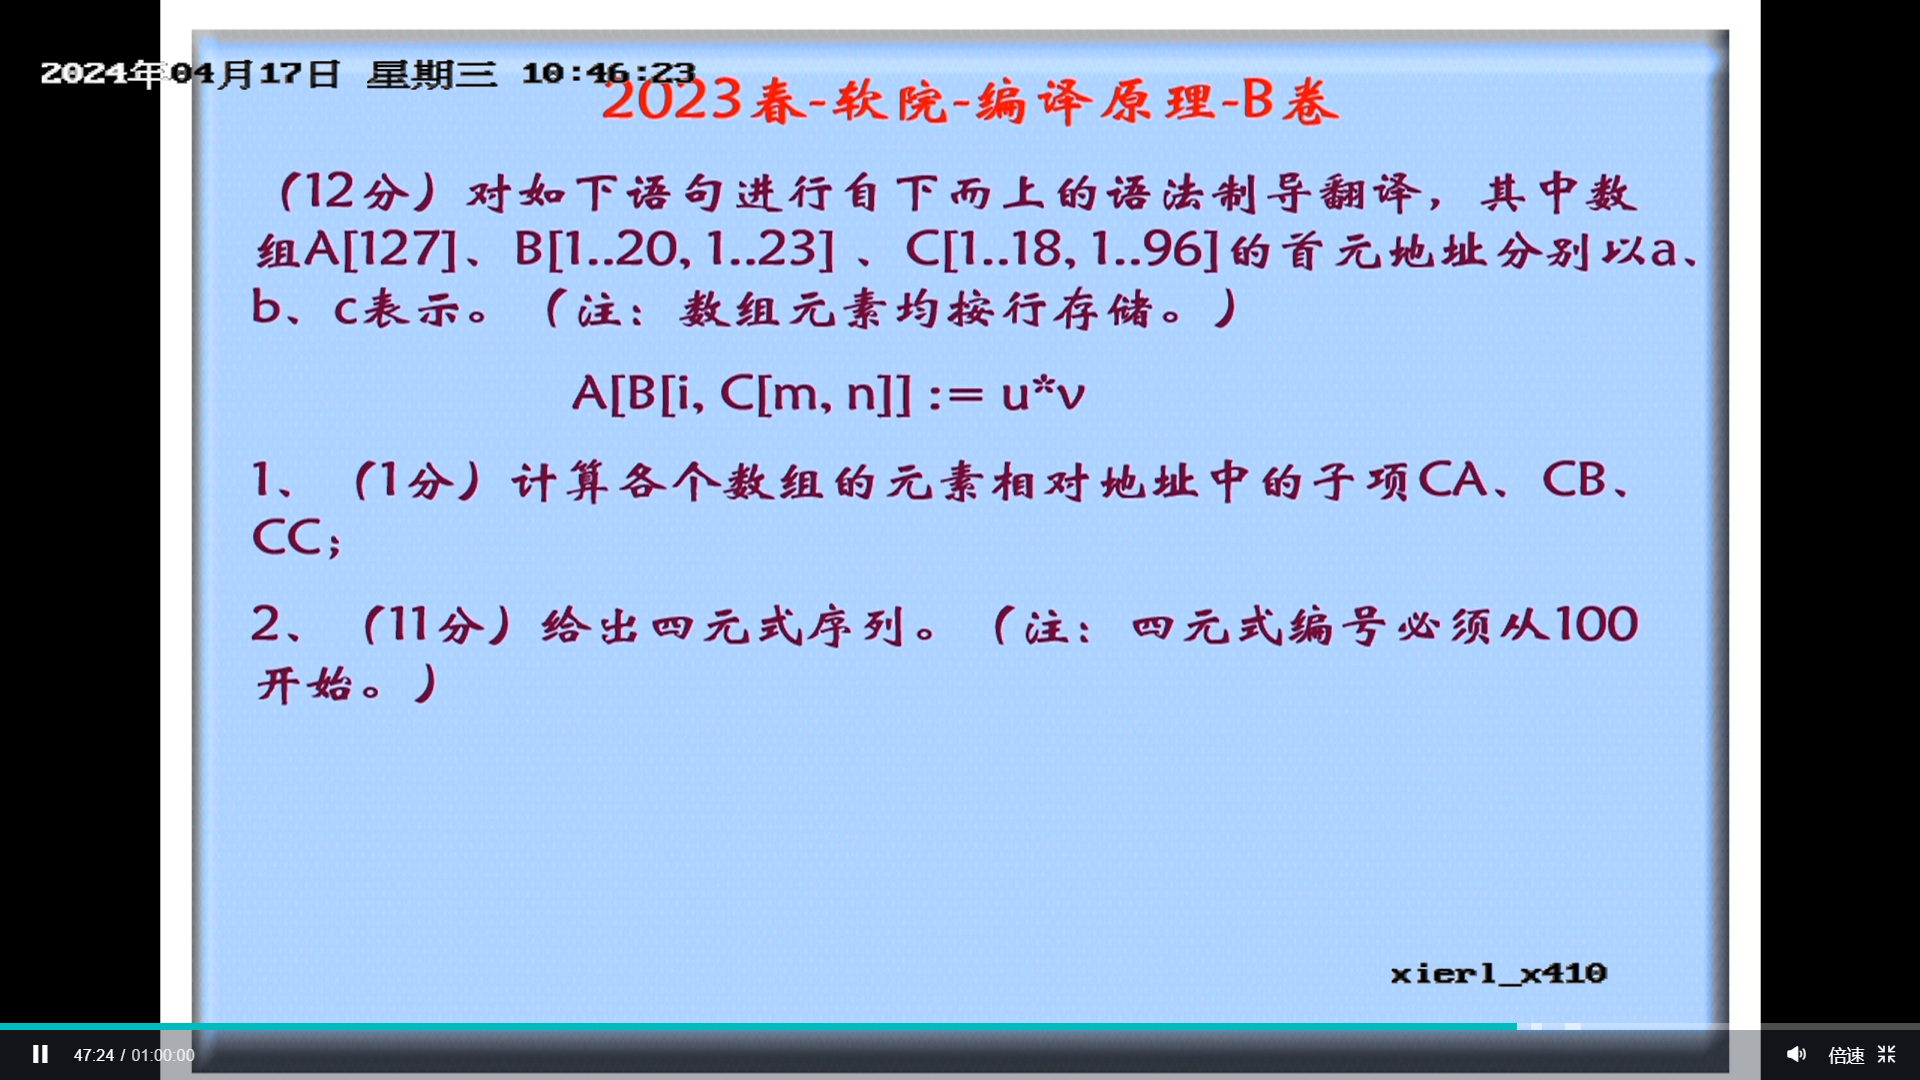 2024年04月17日 星期三 10:46:23
2023春-软院-编译原理-B卷
（12分）对如下语句进行自下而上的语法制导翻译，其中数
组A[127]、B[1..20, 1..23] 、C[1..18, 1..96]的首元地址分别以a、
b、c表示。（注：数组元素均按行存储。）
A[B[i, C[m, n]] := u*v
1、（1分）计算各个数组的元素相对地址中的子项CA、CB、
CC；
2、（11分）给出四元式序列。（注：四元式编号必须从100
开始。）
xierl_x410
47:24 / 01:00:00
倍速